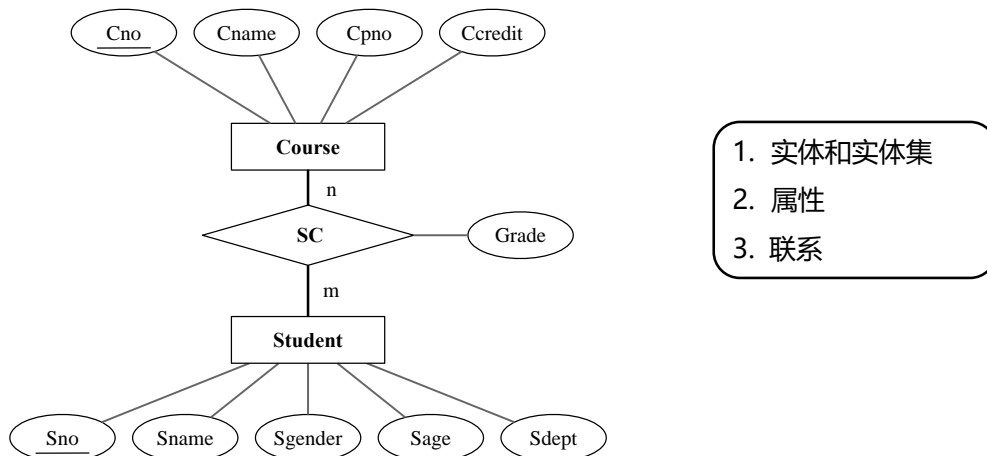 Cno Cname Cpno Ccredit
Course
n
SC Grade
m
Student
Sno Sname Sgender Sage Sdept
1. 实体和实体集
2. 属性
3. 联系